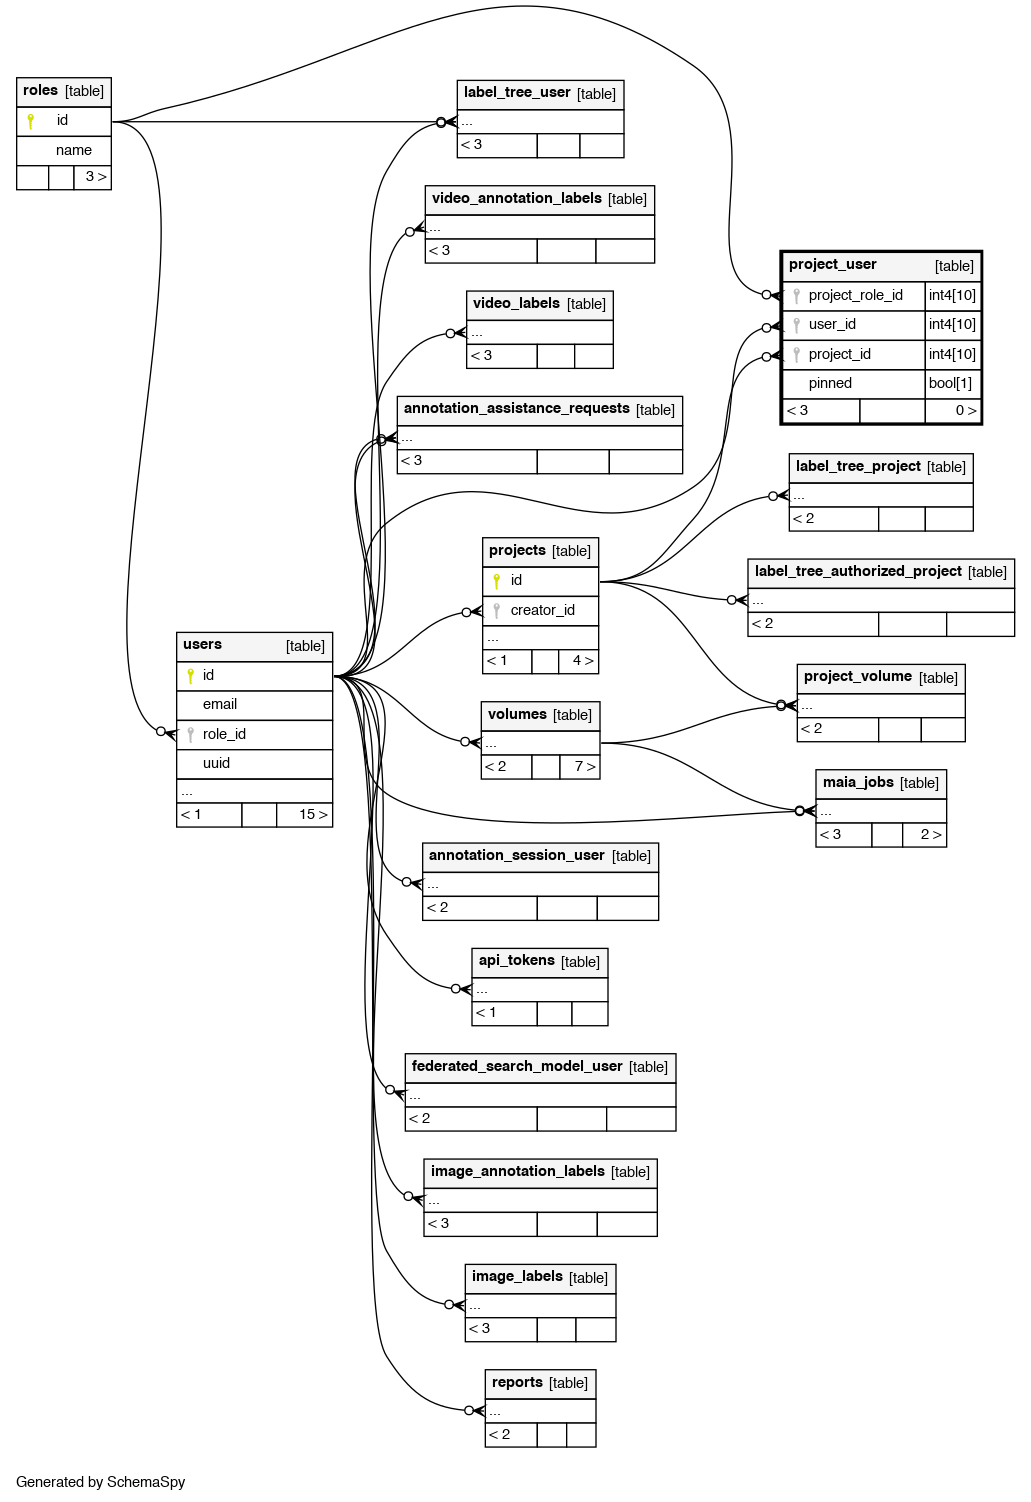 roles [table]
id
name
3 >
label_tree_user [table]
...
< 3
video_annotation_labels [table]
...
< 3
video_labels [table]
...
< 3
annotation_assistance_requests [table]
...
< 3
project_user [table]
project_role_id int4[10]
user_id int4[10]
project_id int4[10]
pinned bool[1]
< 3 0 >
label_tree_project [table]
...
< 2
projects [table]
id
creator_id
...
< 1 4 >
label_tree_authorized_project [table]
...
< 2
users [table]
id
email
role_id
uuid
...
< 1 15 >
project_volume [table]
...
< 2
volumes [table]
...
< 2 7 >
maia_jobs [table]
...
< 3 2 >
annotation_session_user [table]
...
< 2
api_tokens [table]
...
< 1
federated_search_model_user [table]
...
< 2
image_annotation_labels [table]
...
< 3
image_labels [table]
...
< 3
reports [table]
...
< 2
Generated by SchemaSpy